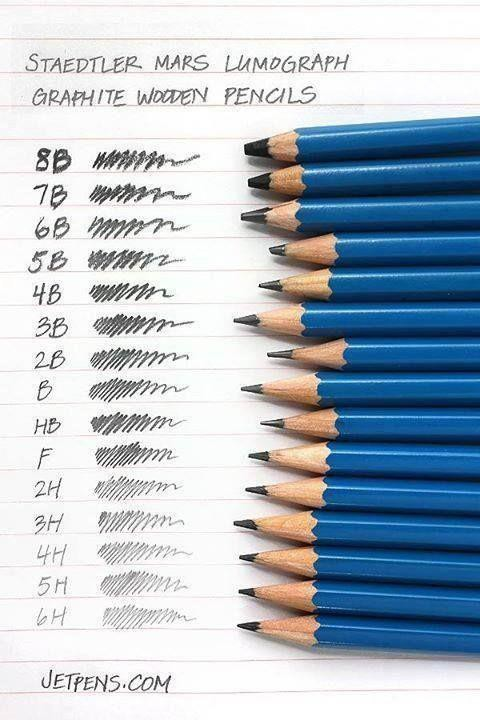 STAEDTLER MARS LUMOGRAPH
GRAPHITE WOODEN PENCILS
8B
7B
6B
5B
4B
3B
2B
B
HB
F
2H
3H
4H
5H
6H
JETPENS.COM